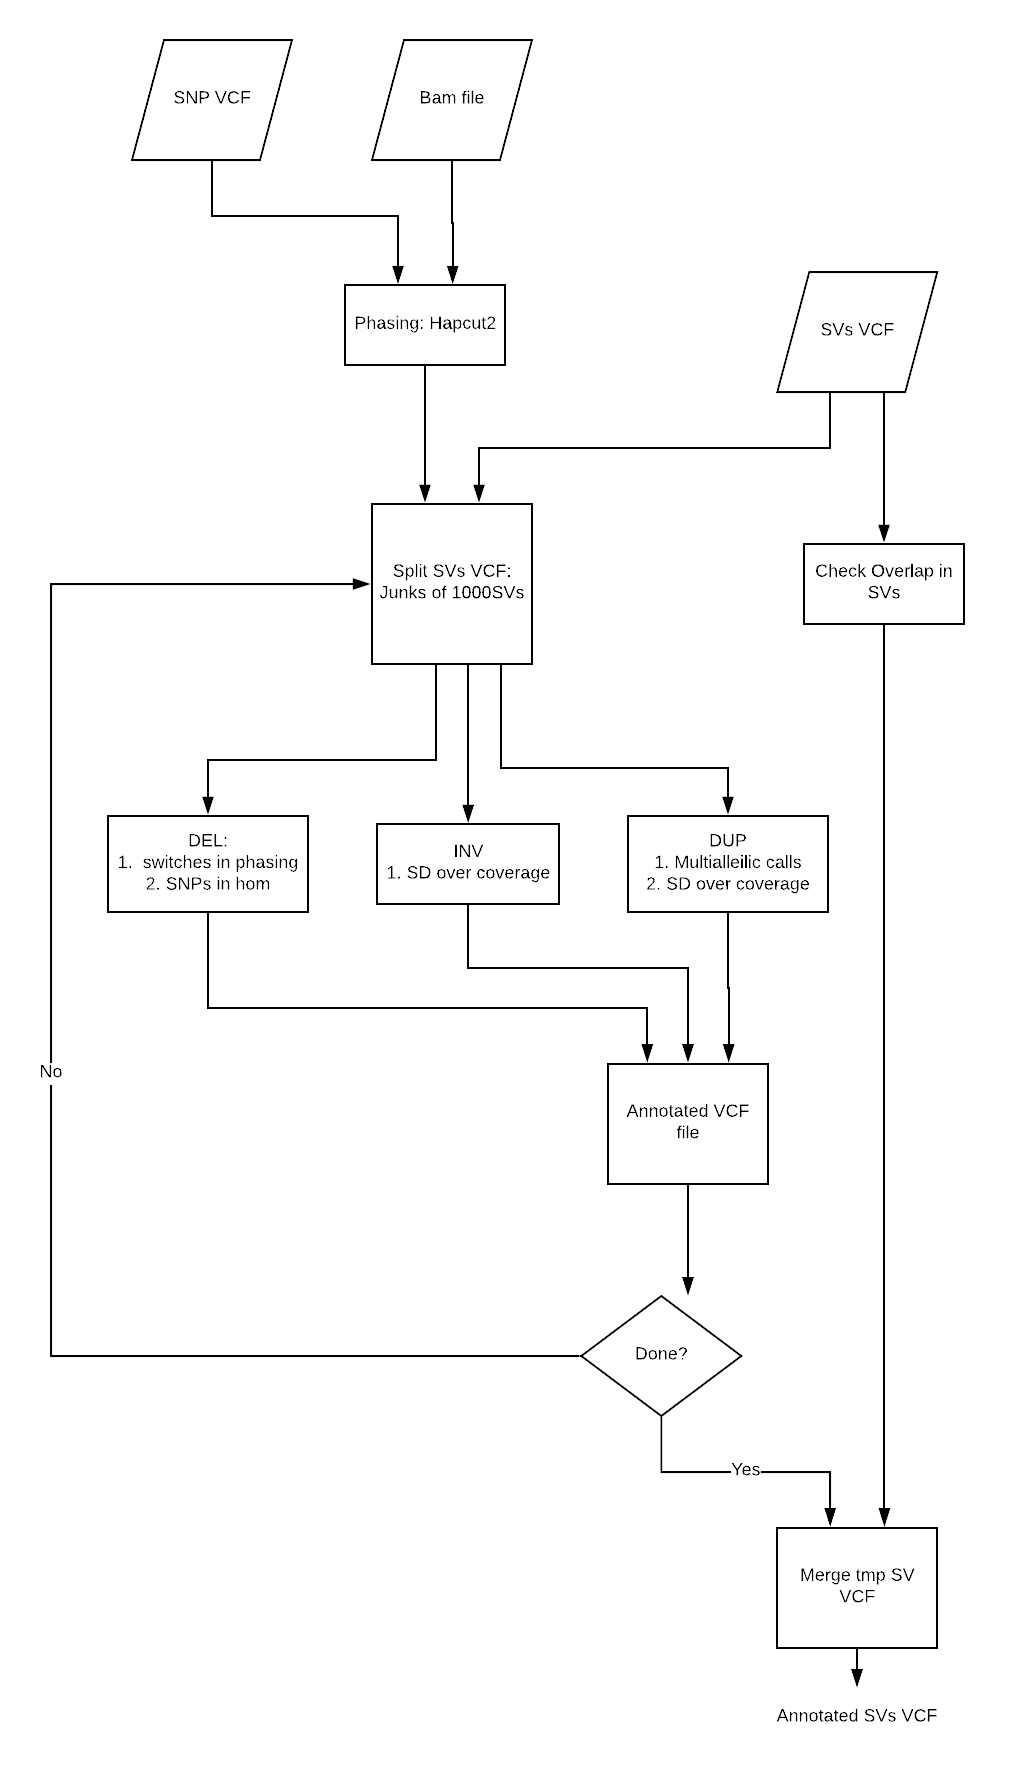 SNP VCF
Bam file
Phasing: Hapcut2
SVs VCF
Split SVs VCF:
Junks of 1000SVs
Check Overlap in
SVs
DEL:
1. switches in phasing
2. SNPs in hom
INV
1. SD over coverage
DUP
1. Multialleilic calls
2. SD over coverage
No
Annotated VCF
file
Done?
Yes
Merge tmp SV
VCF
Annotated SVs VCF